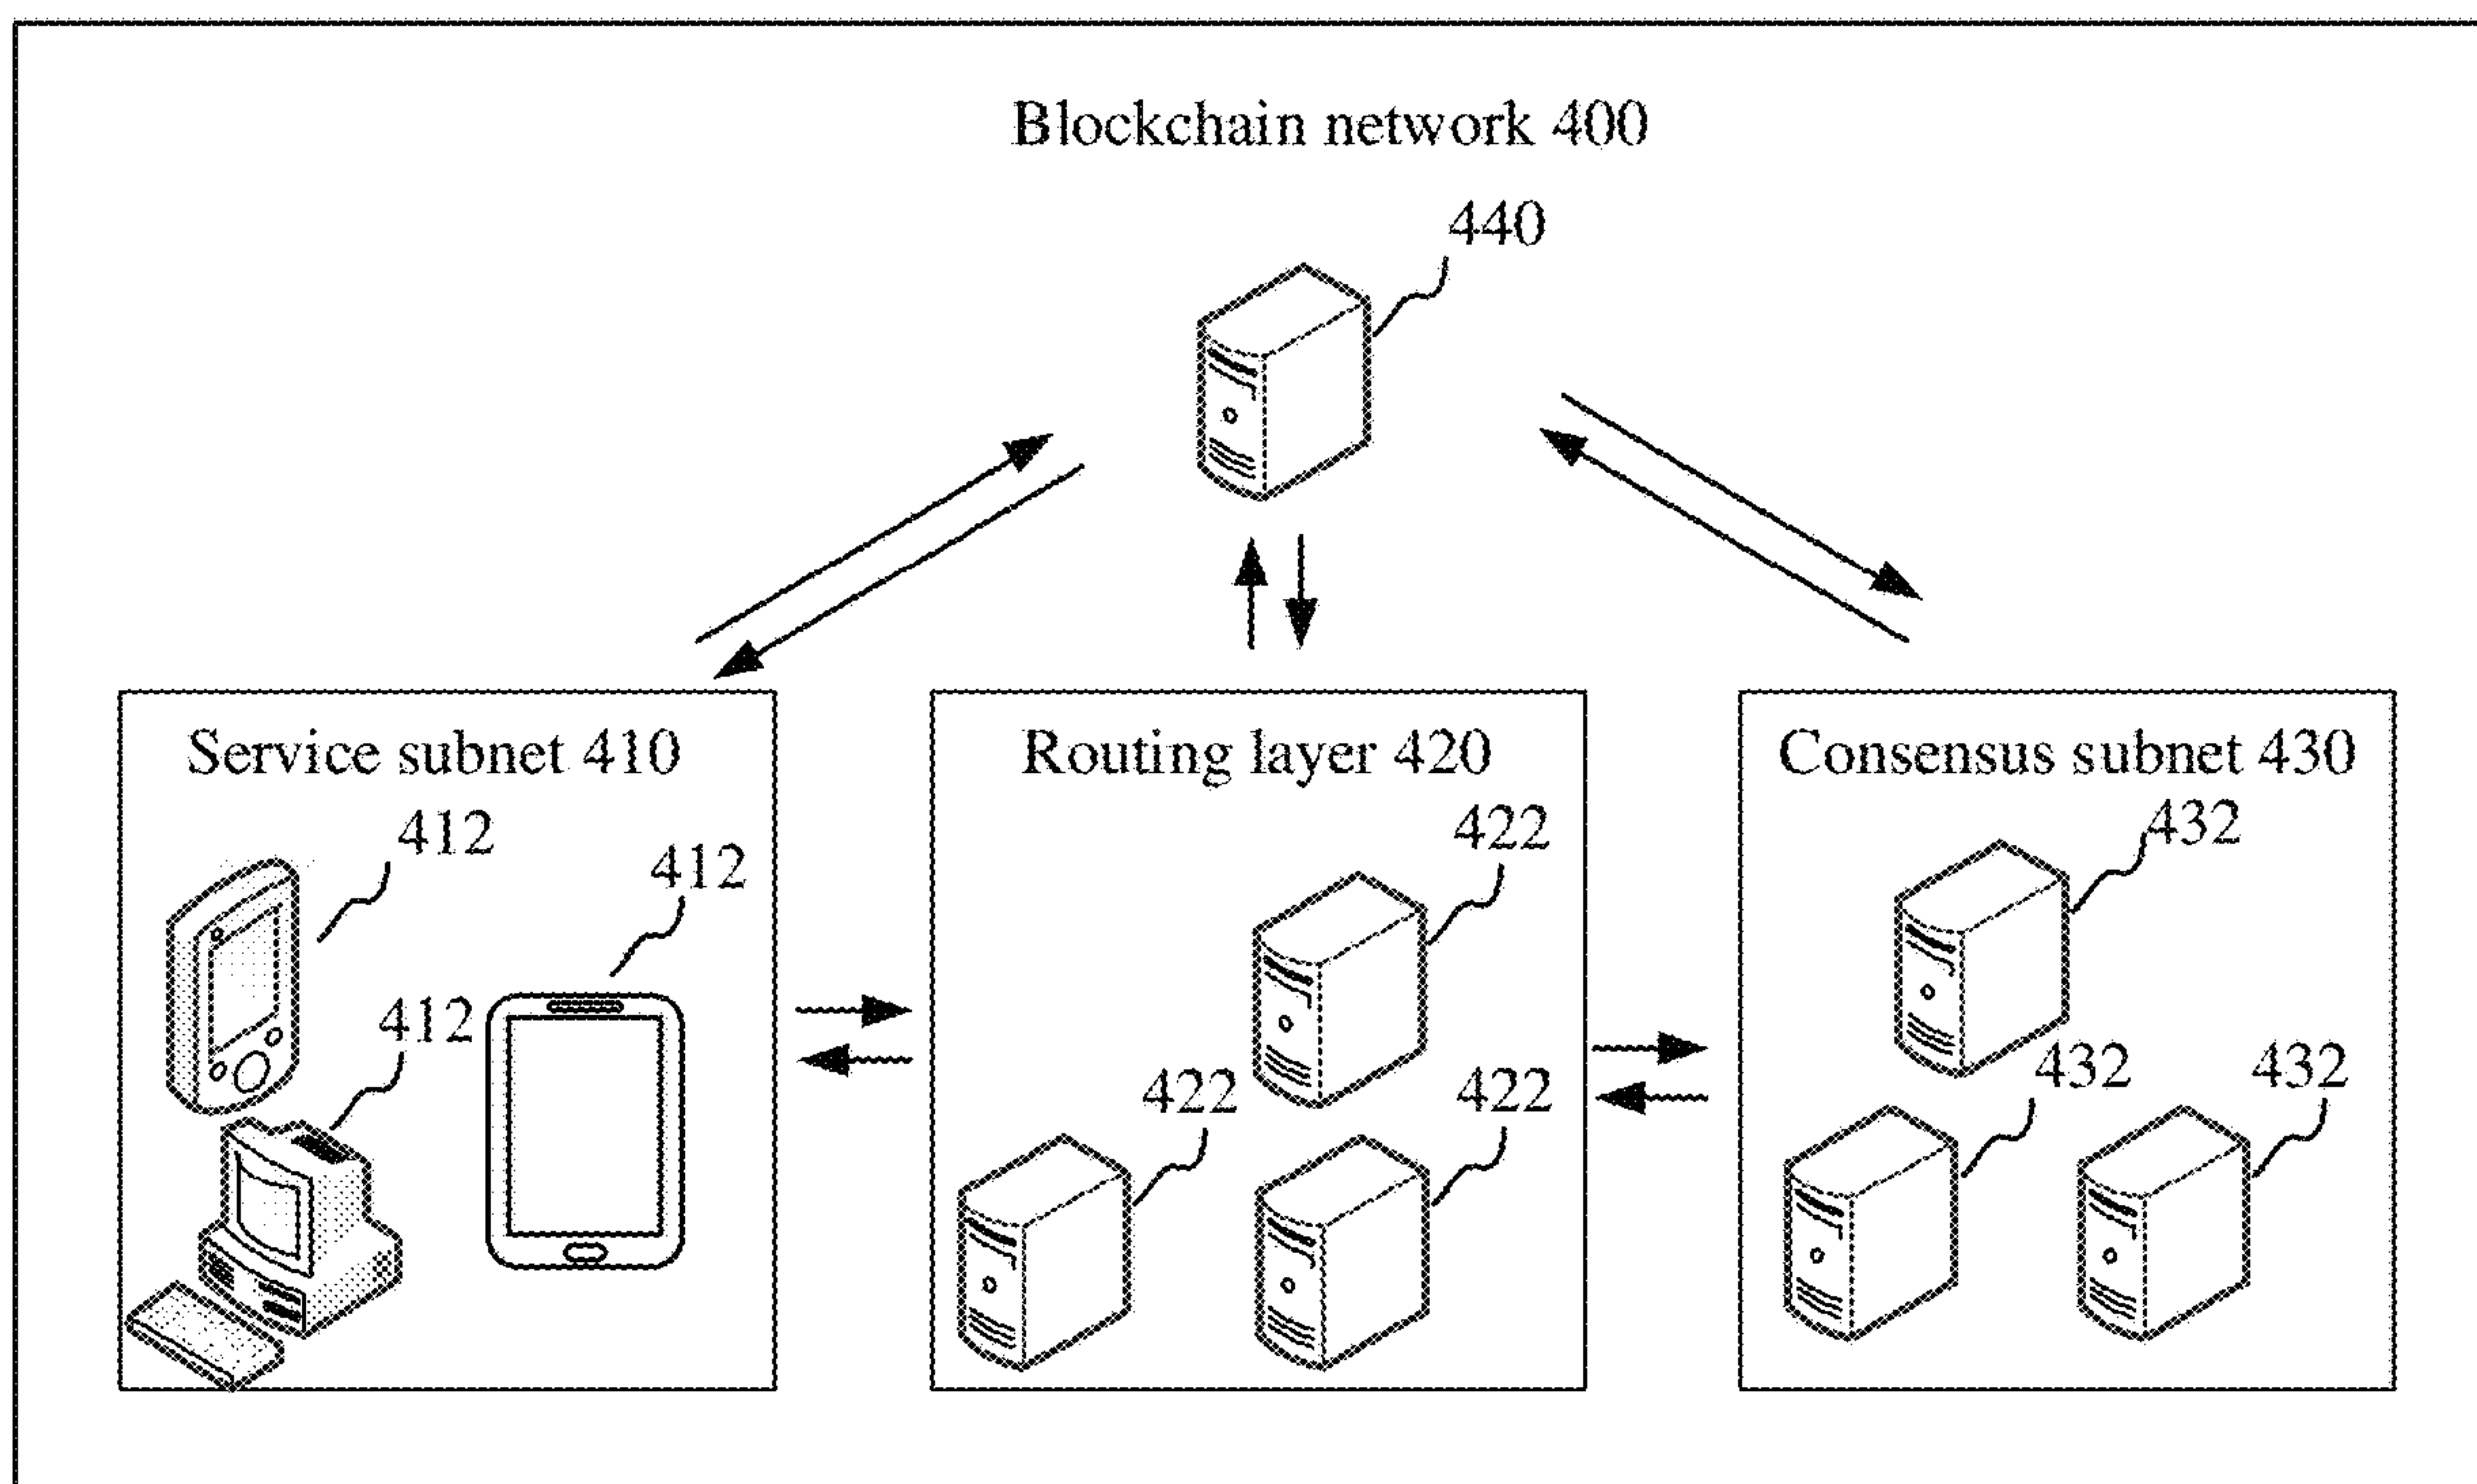 Blockchain network 400
440
Service subnet 410
412
412
412
Routing layer 420
422
422
422
Consensus subnet 430
432
432
432